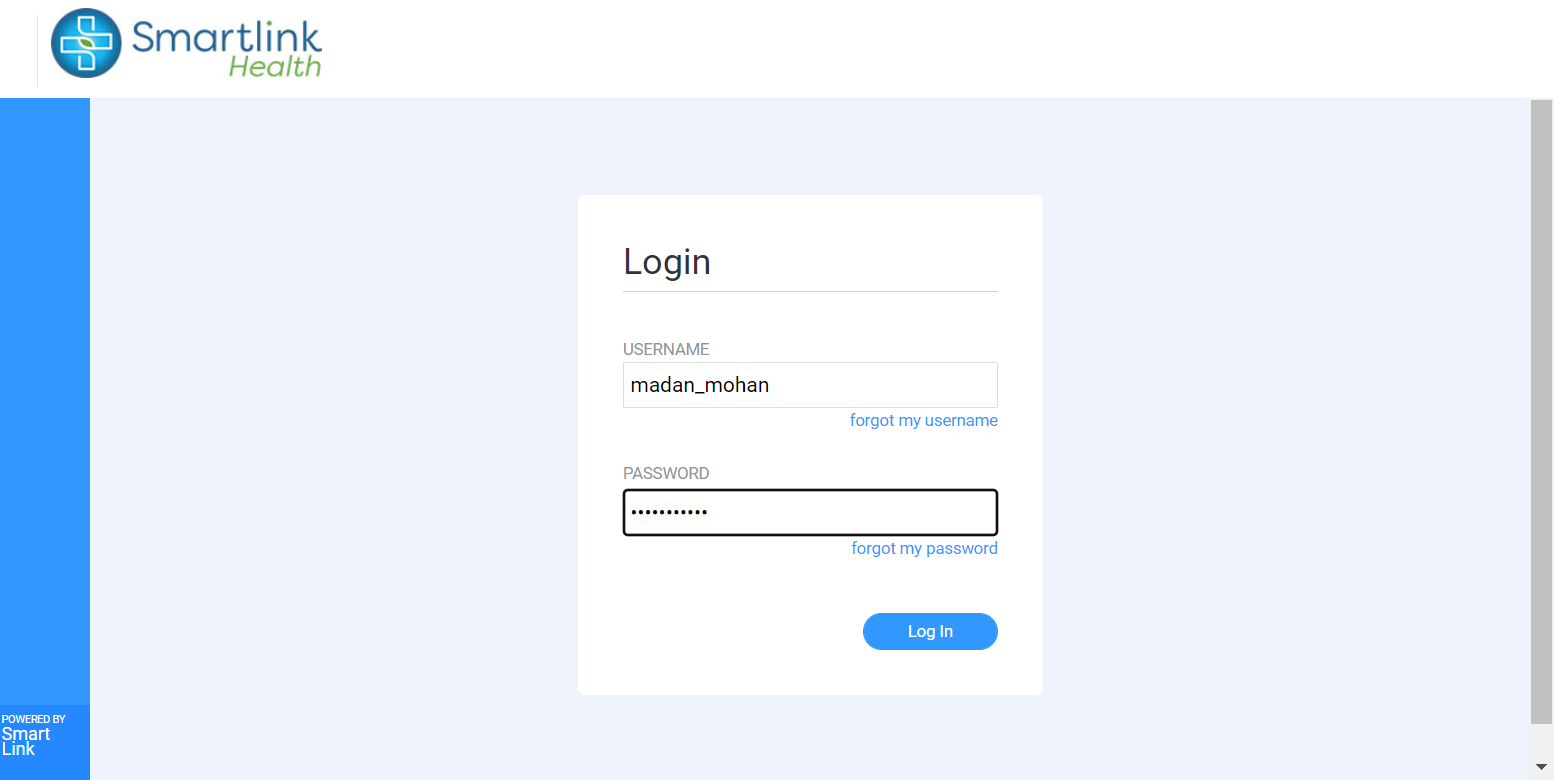 Smartlink
Health
Login
USERNAME
madan_mohan
forgot my username
PASSWORD
•••••••••••
forgot my password
Log In
POWERED BY
Smart
Link